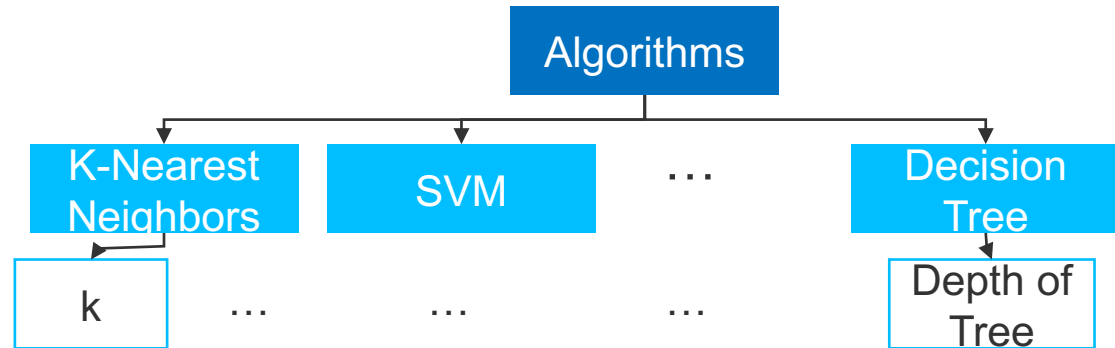 Algorithms
K-Nearest
Neighbors
SVM
…
Decision
Tree
k
…
…
…
Depth of
Tree